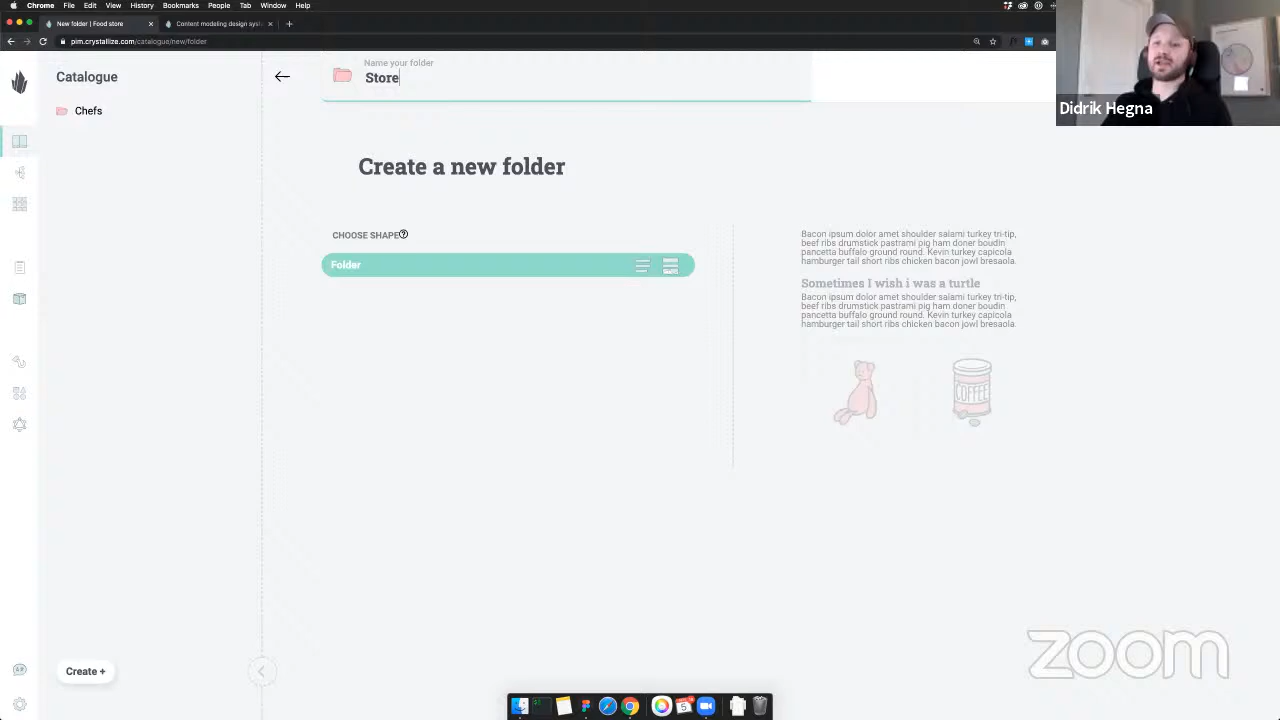 Chrome File Edit View History Bookmarks People Tab Window Help
New folder | Food store
Content modeling design syst
pim.crystallize.com/catalogue/new/folder
Didrik Hegna
Catalogue
Name your folder
Store
Chefs
Create a new folder
CHOOSE SHAPE?
Folder
Bacon ipsum dolor amet shoulder salami turkey tri-tip,
beef ribs drumstick pastrami pig ham doner boudin
pancetta buffalo ground round. Kevin turkey capicola
hamburger tail short ribs chicken bacon jowl bresaola.
Sometimes I wish i was a turtle
Bacon ipsum dolor amet shoulder salami turkey tri-tip,
beef ribs drumstick pastrami pig ham doner boudin
pancetta buffalo ground round. Kevin turkey capicola
hamburger tail short ribs chicken bacon jowl bresaola.
COFFEE
Create +
zoom